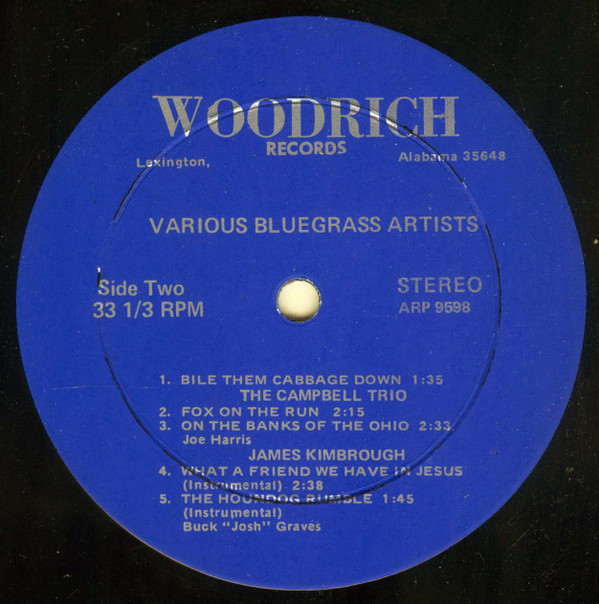 WOODRICH
RECORDS
Lexington, Alabama 35648
VARIOUS BLUEGRASS ARTISTS
Side Two STEREO
33 1/3 RPM ARP 9598
1. BILE THEM CABBAGE DOWN 1:35
THE CAMPBELL TRIO
2. FOX ON THE RUN 2:15
3. ON THE BANKS OF THE OHIO 2:33
Joe Harris
JAMES KIMBROUGH
4. WHAT A FRIEND WE HAVE IN JESUS
(Instrumental) 2:38
5. THE HOUNDOG RUMBLE 1:45
(Instrumental)
Buck "Josh" Graves